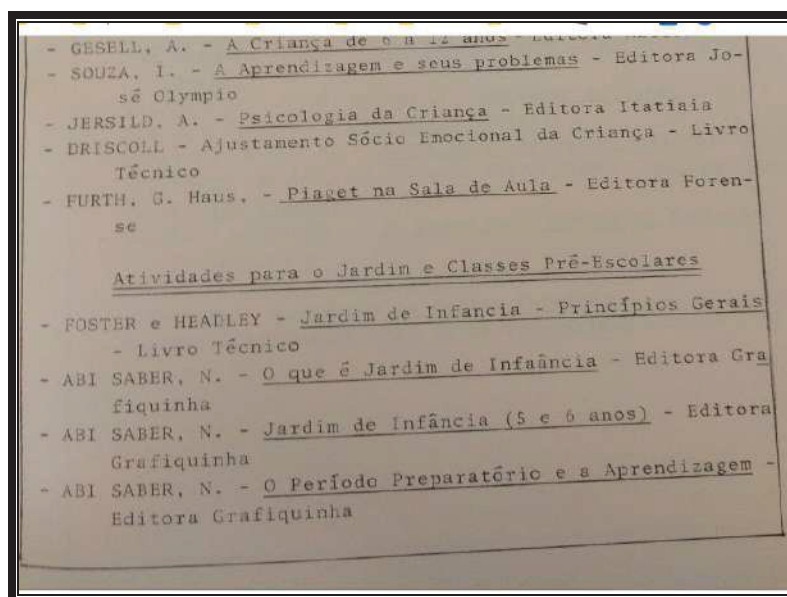 - GESELL, A. - A Criança de 6 a 12 anos - Editora
- SOUZA, I. - A Aprendizagem e seus problemas - Editora Jo-
sé Olympio
- JERSILD, A. - Psicologia da Criança - Editora Itatiaia
- DRISCOLL - Ajustamento Sócio Emocional da Criança - Livro
Técnico
- FURTH, G. Haus, - Piaget na Sala de Aula - Editora Foren-
se
Atividades para o Jardim e Classes Pré-Escolares
- FOSTER e HEADLEY - Jardim de Infancia - Princípios Gerais
- Livro Técnico
- ABI SABER, N. - O que é Jardim de Infaância - Editora Gra
fiquinha
- ABI SABER, N. - Jardim de Infância (5 e 6 anos) - Editora
Grafiquinha
- ABI SABER, N. - O Período Preparatório e a Aprendizagem -
Editora Grafiquinha